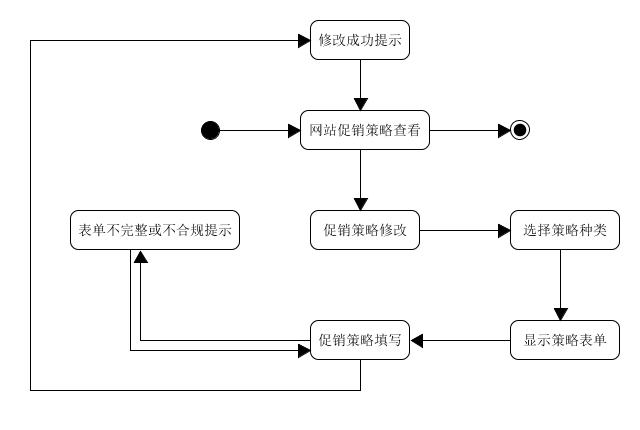 修改成功提示
网站促销策略查看
表单不完整或不合规提示
促销策略修改
选择策略种类
促销策略填写
显示策略表单